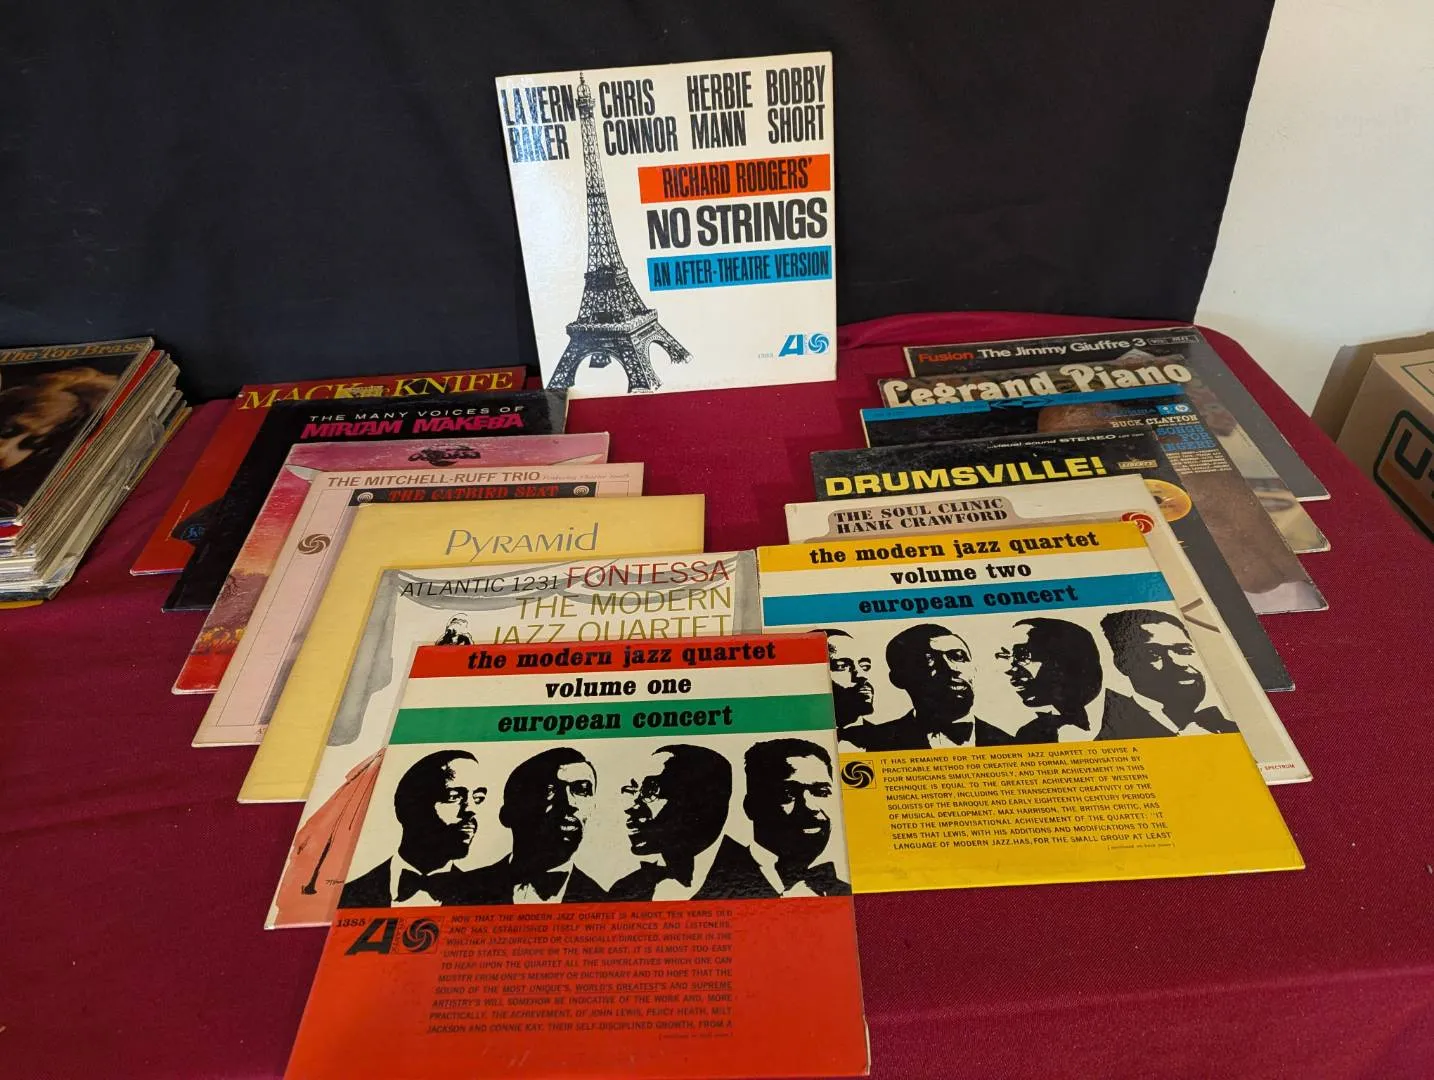 LAVERN BAKER
CHRIS CONNOR
HERBIE MANN
BOBBY SHORT
RICHARD RODGERS'
NO STRINGS
AN AFTER-THEATRE VERSION
1383
The Top Brass
MACK THE KNIFE
THE MANY VOICES OF
MIRIAM MAKEBA
THE MITCHELL-RUFF TRIO Featuring Charlie Smith
THE CATBIRD SEAT
PYRAMID
ATLANTIC 1231 FONTESSA
THE MODERN
JAZZ QUARTET
the modern jazz quartet
volume one
european concert
1385
ATLANTIC
NOW THAT THE MODERN JAZZ QUARTET IS ALMOST TEN YEARS OLD
AND HAS ESTABLISHED ITSELF WITH AUDIENCES AND LISTENERS,
WHETHER JAZZ-DIRECTED OR CLASSICALLY DIRECTED, WHETHER IN THE
UNITED STATES, EUROPE OR THE NEAR EAST, IT IS ALMOST TOO EASY
TO HEAP UPON THE QUARTET ALL THE SUPERLATIVES WHICH ONE CAN
MUSTER FROM ONE'S MEMORY OR DICTIONARY AND TO HOPE THAT THE
SOUND OF THE MOST UNIQUE'S, WORLD'S GREATEST'S AND SUPREME
ARTISTRY'S WILL SOMEHOW BE INDICATIVE OF THE WORK AND, MORE
PRACTICALLY, THE ACHIEVEMENT, OF JOHN LEWIS, PERCY HEATH, MILT
JACKSON AND CONNIE KAY. THEIR SELF-DISCIPLINED GROWTH, FROM A
Fusion The Jimmy Giuffre 3
Legrand Piano
BUCK CLAYTON
SONGS
FOR
...visual sound STEREO
DRUMSVILLE!
LIBERTY
THE SOUL CLINIC
HANK CRAWFORD
SPECTRUM
the modern jazz quartet
volume two
european concert
IT HAS REMAINED FOR THE MODERN JAZZ QUARTET TO DEVISE A
PRACTICABLE METHOD FOR CREATIVE AND FORMAL IMPROVISATION BY
FOUR MUSICIANS SIMULTANEOUSLY, AND THEIR ACHIEVEMENT IN THIS
TECHNIQUE IS EQUAL TO THE GREATEST ACHIEVEMENT OF WESTERN
MUSICAL HISTORY, INCLUDING THE TRANSCENDENT CREATIVITY OF THE
SOLOISTS OF THE BAROQUE AND EARLY EIGHTEENTH CENTURY PERIODS
OF MUSICAL DEVELOPMENT. MAX HARRISON, THE BRITISH CRITIC, HAS
NOTED THE IMPROVISATIONAL ACHIEVEMENT OF THE QUARTET: "IT
SEEMS THAT LEWIS, WITH HIS ADDITIONS AND MODIFICATIONS TO THE
LANGUAGE OF MODERN JAZZ, HAS, FOR THE SMALL GROUP AT LEAST